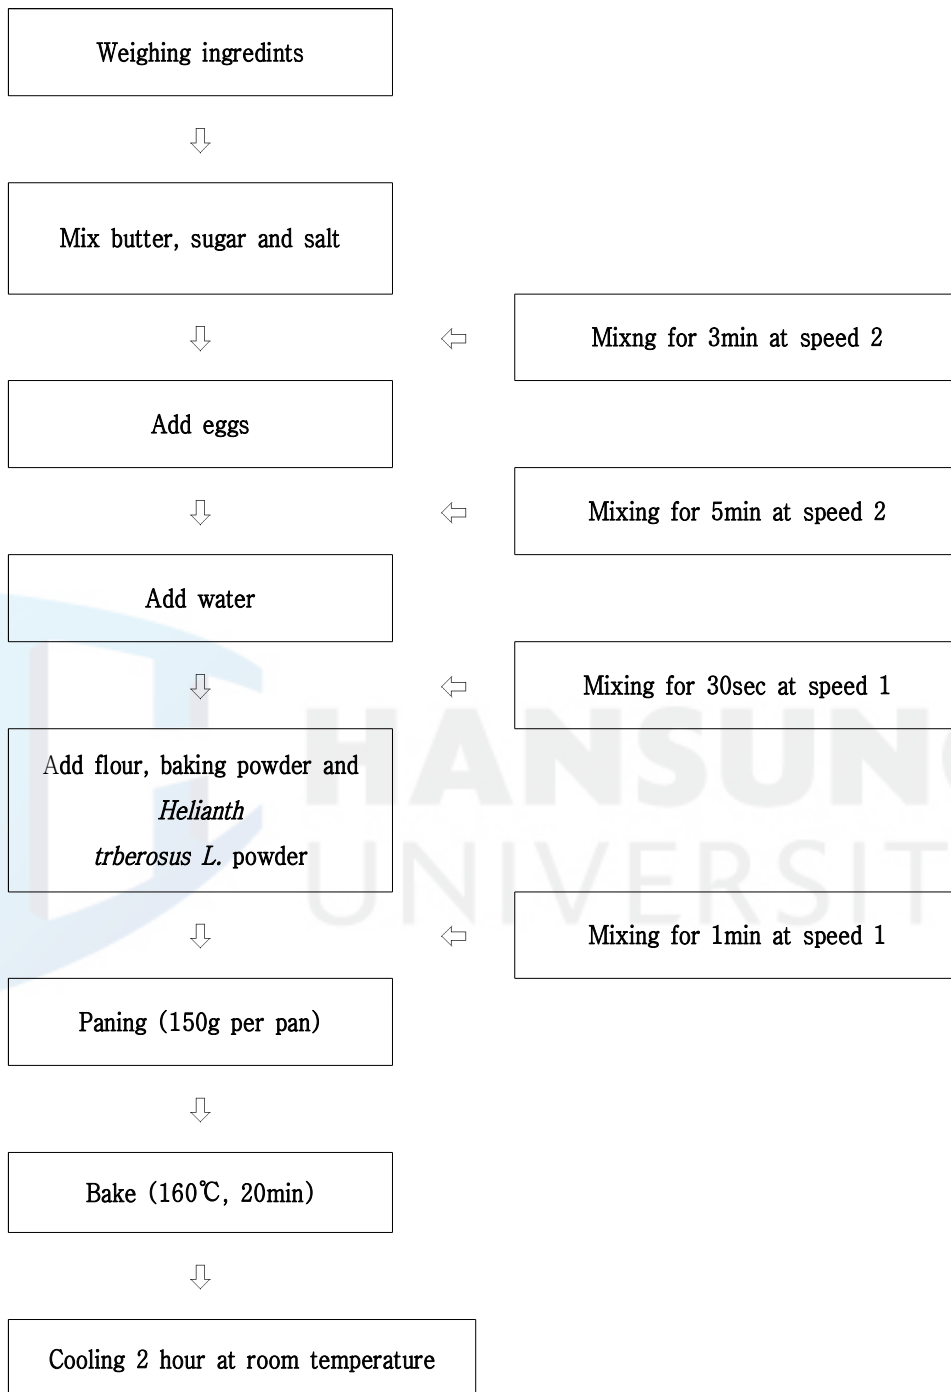 Weighing ingredints
Mix butter, sugar and salt
Mixng for 3min at speed 2
Add eggs
Mixing for 5min at speed 2
Add water
Mixing for 30sec at speed 1
Add flour, baking powder and
Helianth
trberosus L. powder
Mixing for 1min at speed 1
Paning (150g per pan)
Bake (160℃, 20min)
Cooling 2 hour at room temperature
HANSUNG
UNIVERSIT